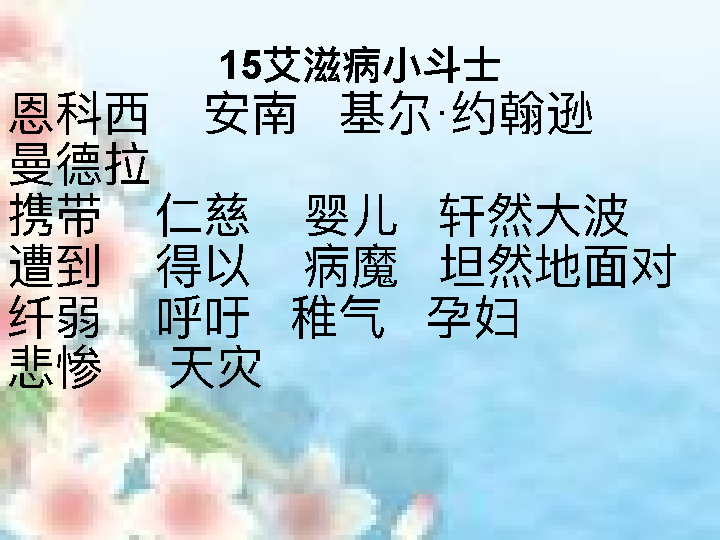 15艾滋病小斗士
恩科西 安南 基尔·约翰逊
曼德拉
携带 仁慈 婴儿 轩然大波
遭到 得以 病魔 坦然地面对
纤弱 呼吁 稚气 孕妇
悲惨 天灾